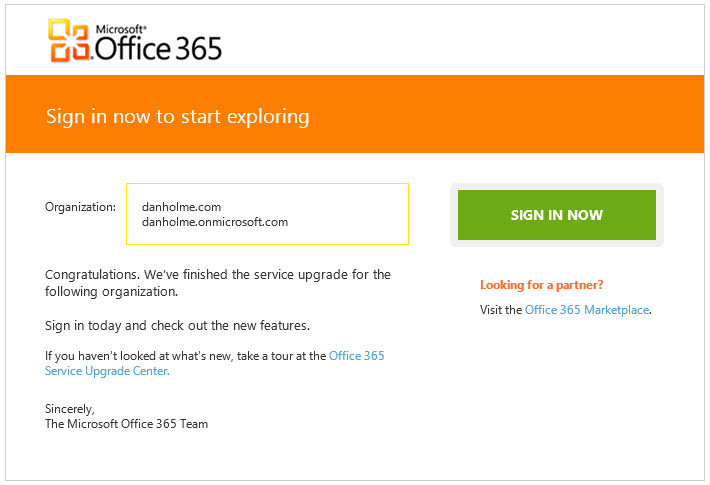 Microsoft®
Office 365
Sign in now to start exploring
Organization:
danholme.com
danholme.onmicrosoft.com
SIGN IN NOW
Congratulations. We've finished the service upgrade for the
following organization.
Sign in today and check out the new features.
If you haven't looked at what's new, take a tour at the Office 365
Service Upgrade Center.
Sincerely,
The Microsoft Office 365 Team
Looking for a partner?
Visit the Office 365 Marketplace.